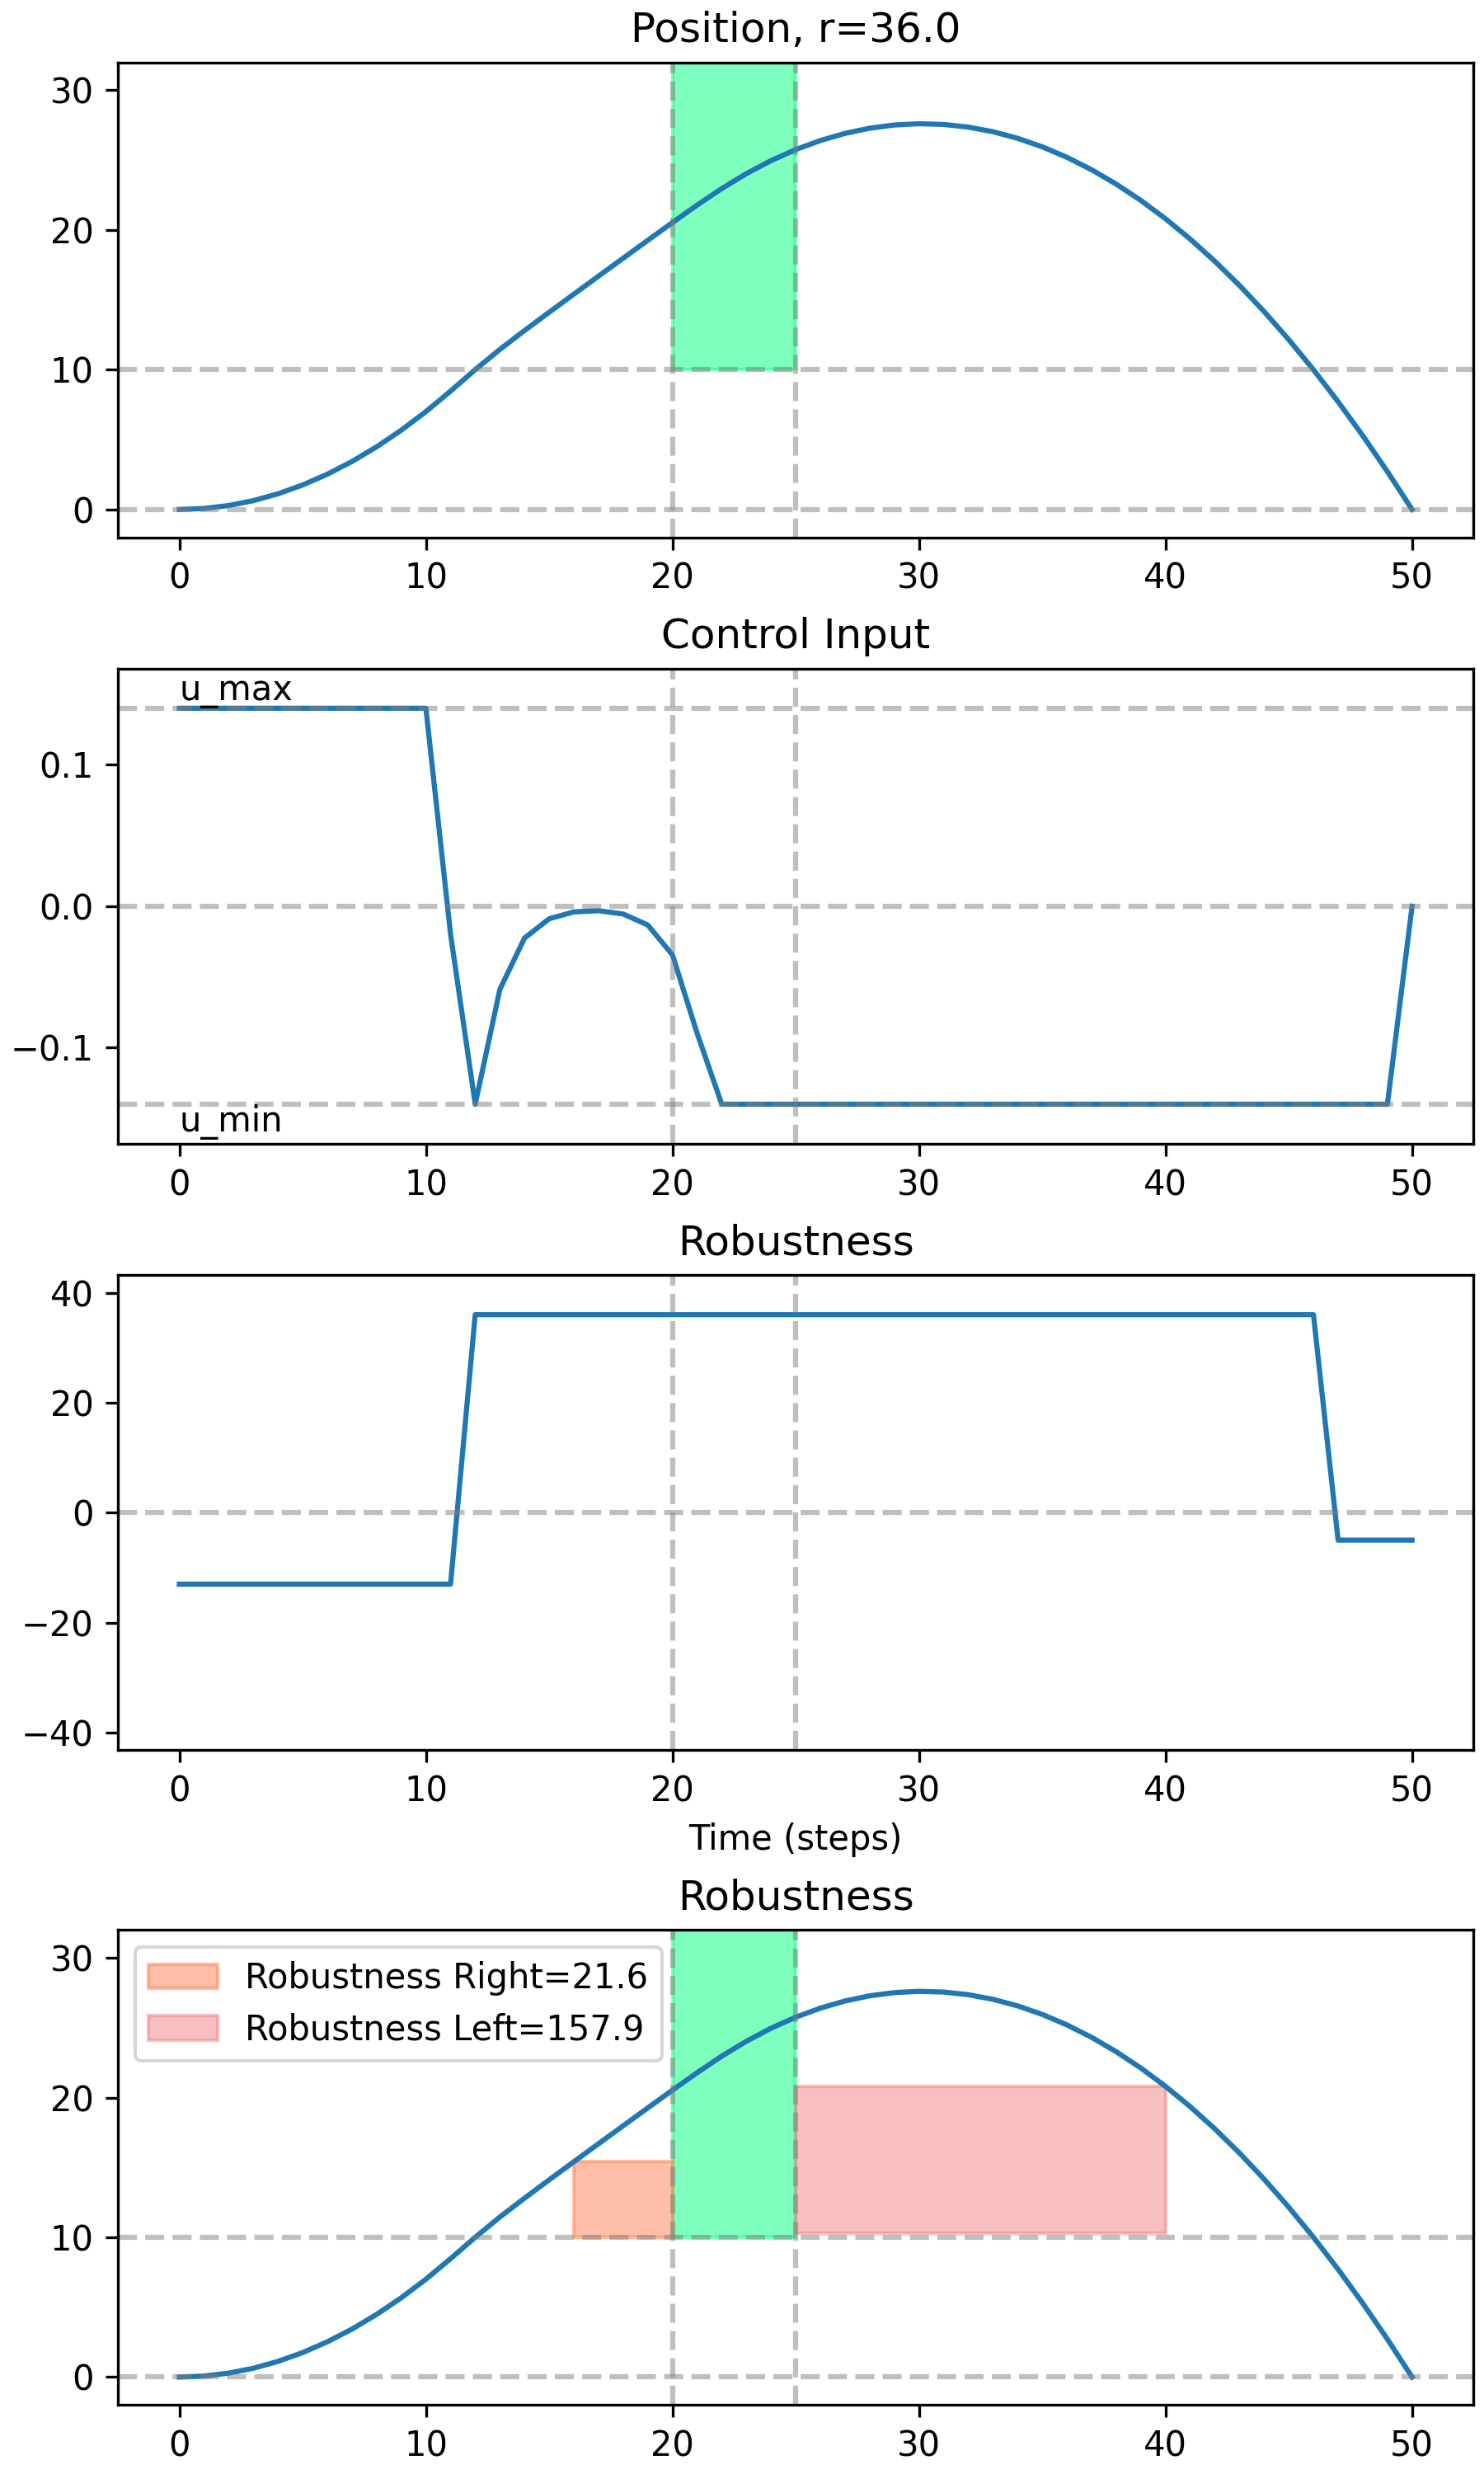 Position, r=36.0
30
20
10
0
0 10 20 30 40 50
Control Input
u_max
0.1
0.0
−0.1
u_min
0 10 20 30 40 50
Robustness
40
20
0
−20
−40
0 10 20 30 40 50
Time (steps)
Robustness
30
Robustness Right=21.6
Robustness Left=157.9
20
10
0
0 10 20 30 40 50